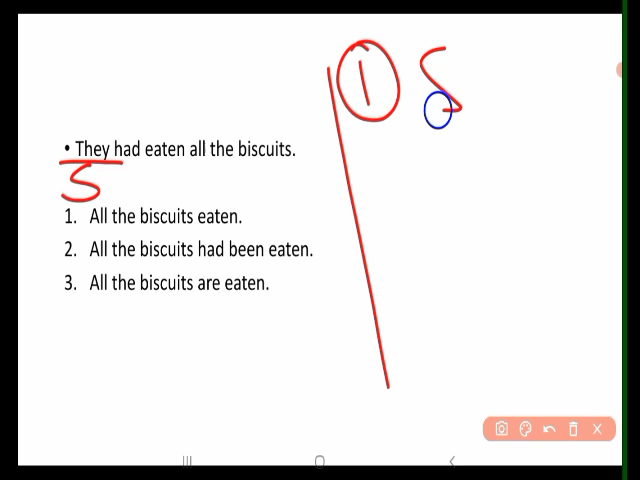 ① S
• They had eaten all the biscuits.
S
1. All the biscuits eaten.
2. All the biscuits had been eaten.
3. All the biscuits are eaten.